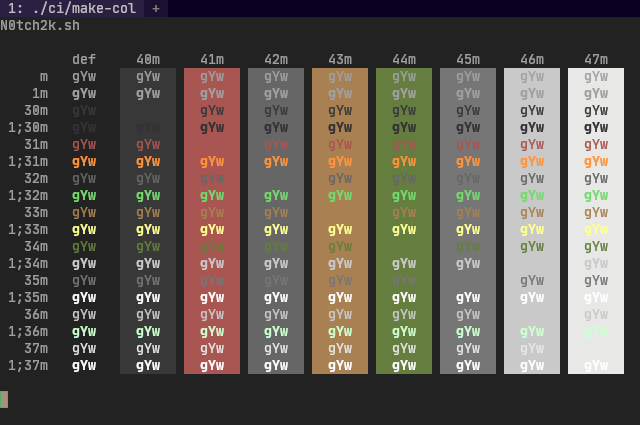 1: ./ci/make-col +
N0tch2k.sh
def 40m 41m 42m 43m 44m 45m 46m 47m
m gYw gYw gYw gYw gYw gYw gYw gYw gYw
1m gYw gYw gYw gYw gYw gYw gYw gYw gYw
30m gYw gYw gYw gYw gYw gYw gYw gYw
1;30m gYw gYw gYw gYw gYw gYw gYw gYw gYw
31m gYw gYw gYw gYw gYw gYw gYw gYw
1;31m gYw gYw gYw gYw gYw gYw gYw gYw gYw
32m gYw gYw gYw gYw gYw gYw gYw gYw
1;32m gYw gYw gYw gYw gYw gYw gYw gYw gYw
33m gYw gYw gYw gYw gYw gYw gYw gYw
1;33m gYw gYw gYw gYw gYw gYw gYw gYw gYw
34m gYw gYw gYw gYw gYw gYw gYw gYw
1;34m gYw gYw gYw gYw gYw gYw gYw gYw
35m gYw gYw gYw gYw gYw gYw gYw gYw
1;35m gYw gYw gYw gYw gYw gYw gYw gYw gYw
36m gYw gYw gYw gYw gYw gYw gYw gYw
1;36m gYw gYw gYw gYw gYw gYw gYw gYw gYw
37m gYw gYw gYw gYw gYw gYw gYw gYw
1;37m gYw gYw gYw gYw gYw gYw gYw gYw gYw